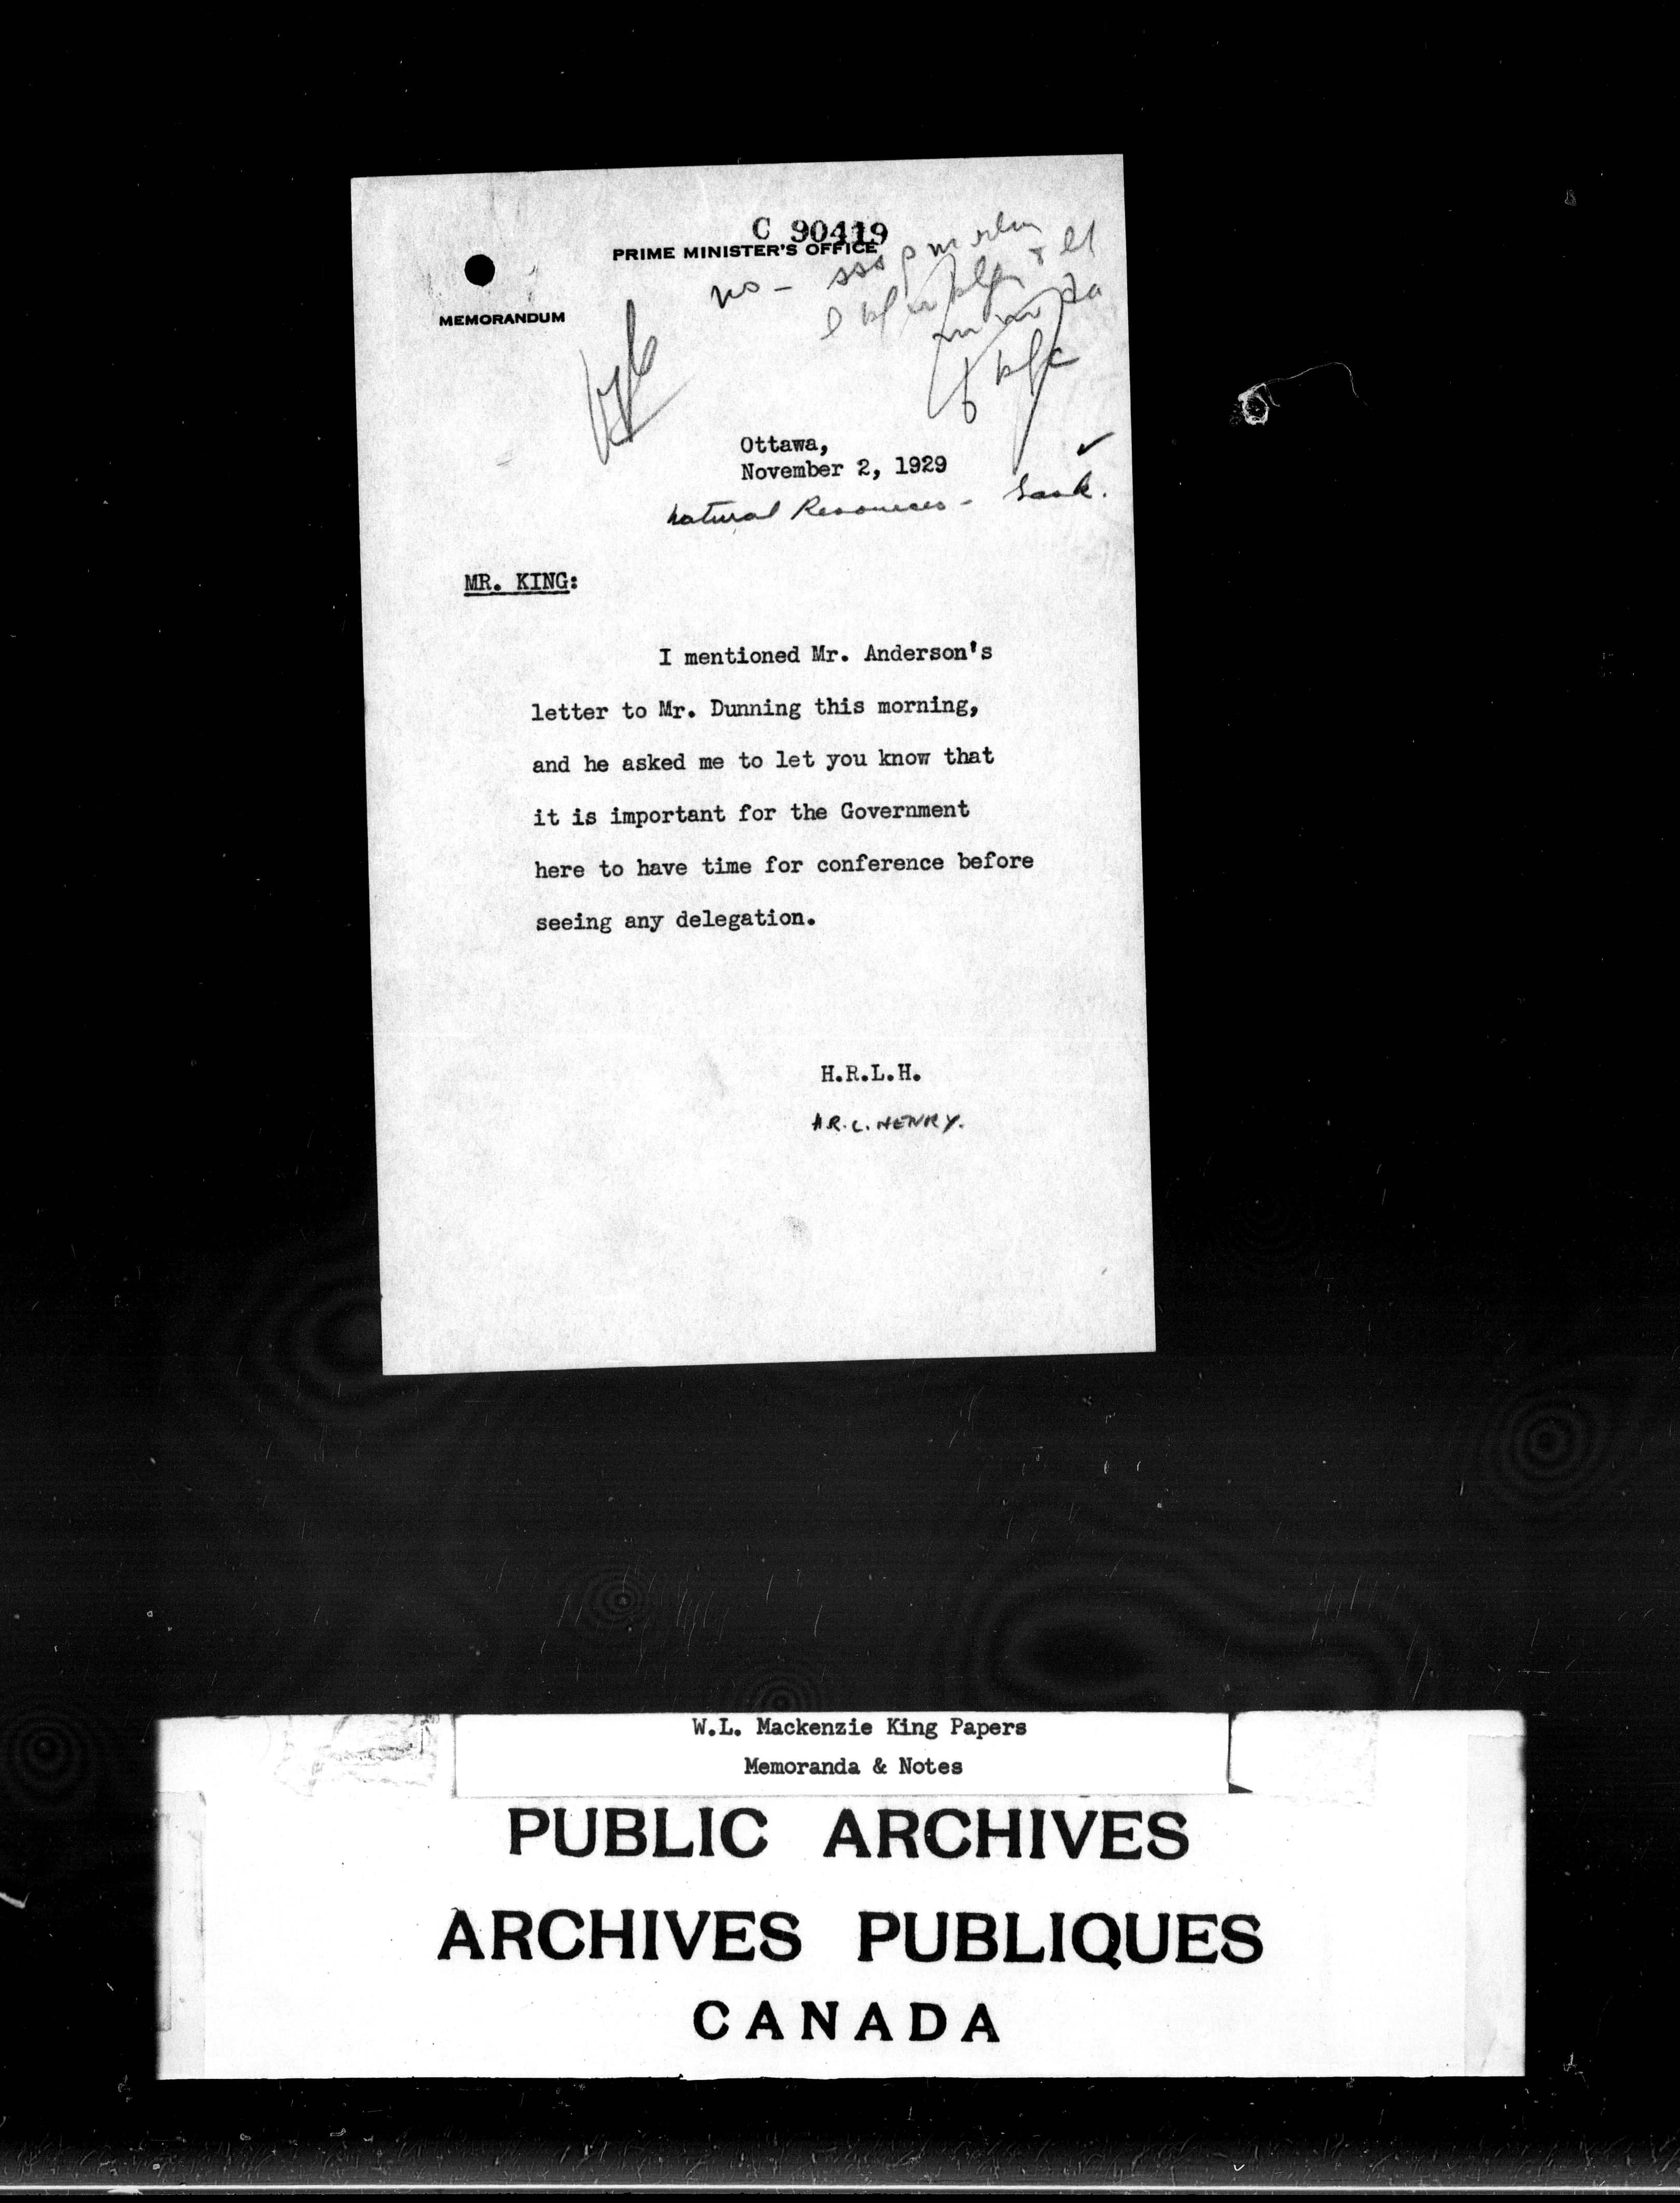 C 90419
PRIME MINISTER'S OFFICE
MEMORANDUM
no -
Ottawa,
November 2, 1929
Natural Resources - Sask.
MR. KING:
I mentioned Mr. Anderson's
letter to Mr. Dunning this morning,
and he asked me to let you know that
it is important for the Government
here to have time for conference before
seeing any delegation.
H.R.L.H.
H.R.L. HENRY.
W.L. Mackenzie King Papers
Memoranda & Notes
PUBLIC ARCHIVES
ARCHIVES PUBLIQUES
CANADA